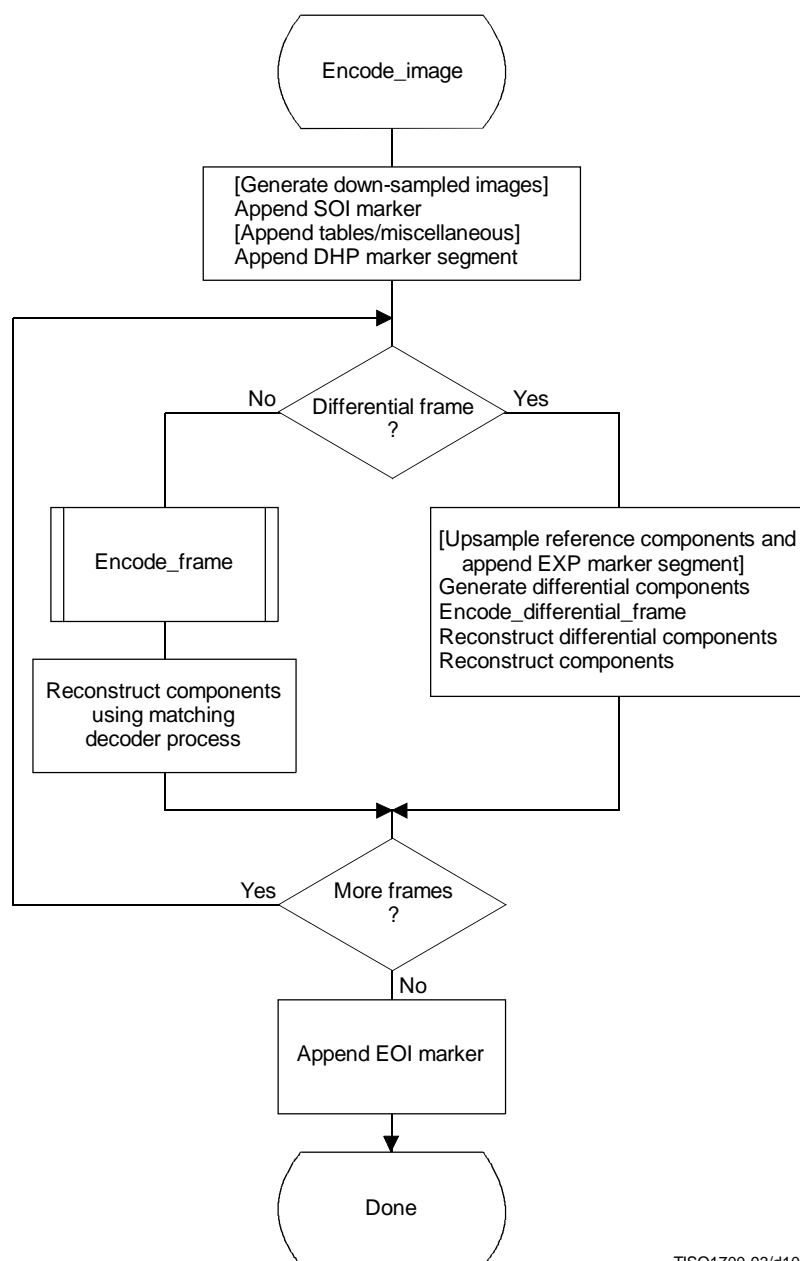 Encode_image
[Generate down-sampled images]
Append SOI marker
[Append tables/miscellaneous]
Append DHP marker segment
No
Differential frame
?
Yes
Encode_frame
[Upsample reference components and
append EXP marker segment]
Generate differential components
Encode_differential_frame
Reconstruct differential components
Reconstruct components
Reconstruct components
using matching
decoder process
Yes
More frames
?
No
Append EOI marker
Done